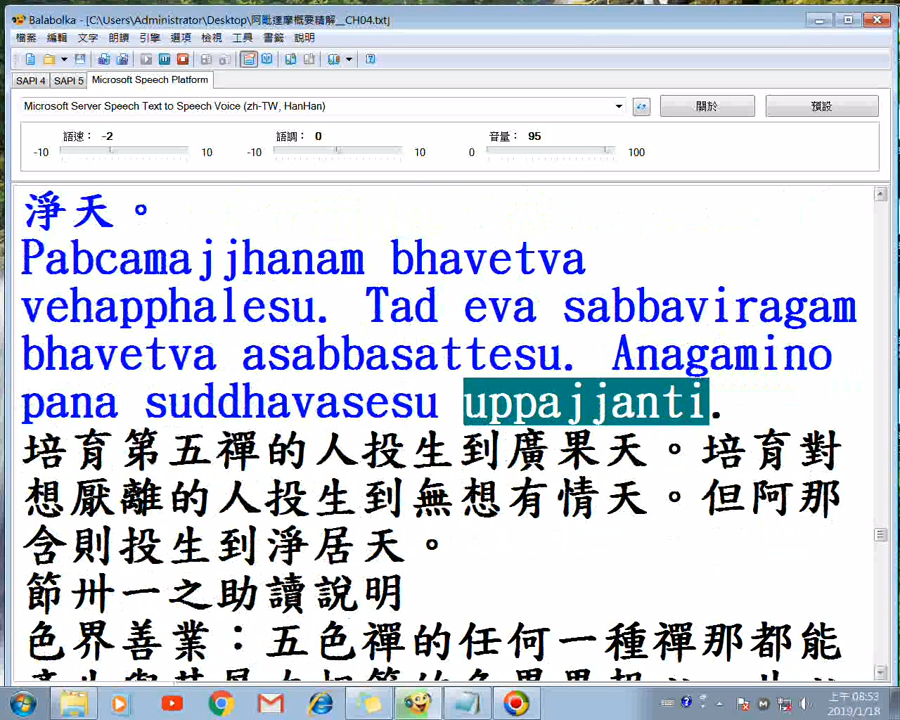 Balabolka - [C:\Users\Administrator\Desktop\阿毗達摩概要精解__CH04.txt]
檔案 編輯 文字 朗讀 引擎 選項 檢視 工具 書籤 說明
SAPI 4 SAPI 5 Microsoft Speech Platform
Microsoft Server Speech Text to Speech Voice (zh-TW, HanHan) 關於 預設
語速： -2 語調： 0 音量： 95
-10 10 -10 10 0 100
淨天。
Pabcamajjhanam bhavetva
vehapphalesu. Tad eva sabbaviragam
bhavetva asabbasattesu. Anagamino
pana suddhavasesu uppajjanti.
培育第五禪的人投生到廣果天。培育對
想厭離的人投生到無想有情天。但阿那
含則投生到淨居天。
節卅一之助讀說明
色界善業：五色禪的任何一種禪那都能
上午 08:53
2019/1/18